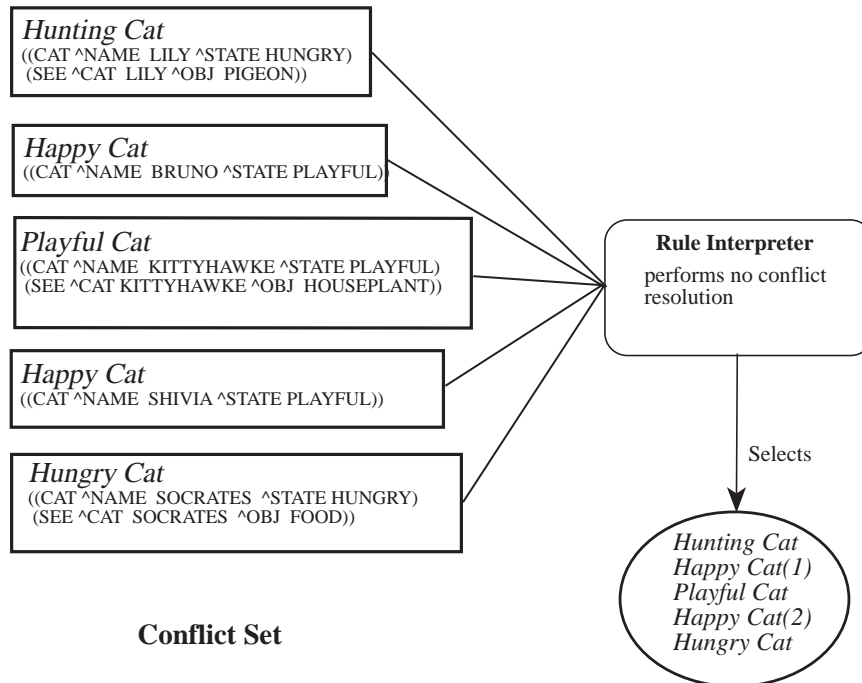 Hunting Cat
((CAT ^NAME LILY ^STATE HUNGRY)
(SEE ^CAT LILY ^OBJ PIGEON))
Happy Cat
((CAT ^NAME BRUNO ^STATE PLAYFUL))
Playful Cat
((CAT ^NAME KITTYHAWKE ^STATE PLAYFUL)
(SEE ^CAT KITTYHAWKE ^OBJ HOUSEPLANT))
Happy Cat
((CAT ^NAME SHIVIA ^STATE PLAYFUL))
Hungry Cat
((CAT ^NAME SOCRATES ^STATE HUNGRY)
(SEE ^CAT SOCRATES ^OBJ FOOD))
Conflict Set
Rule Interpreter
performs no conflict
resolution
Selects
Hunting Cat
Happy Cat(1)
Playful Cat
Happy Cat(2)
Hungry Cat